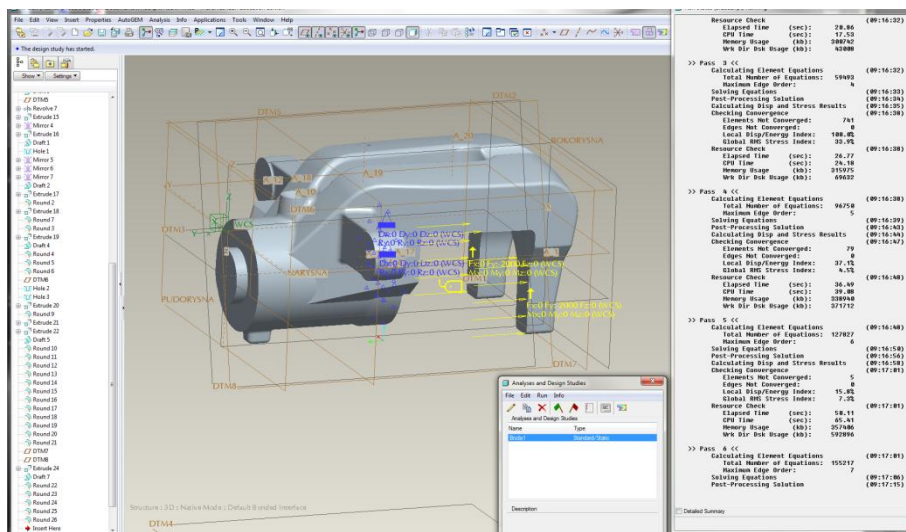 File Edit View Insert Properties AutoGEM Analysis Info Applications Tools Window Help
• The design study has started.
Show Settings
DTM5
Revolve 7
Extrude 15
Mirror 4
Extrude 16
Draft 1
Hole 1
Mirror 5
Mirror 6
Mirror 7
Draft 2
Extrude 17
Round 2
Extrude 18
Round 7
Round 3
Extrude 19
Draft 4
Round 4
Round 5
Round 6
DTM6
Hole 2
Hole 3
Extrude 20
Round 9
Extrude 21
Extrude 22
Draft 5
Round 10
Round 11
Round 12
Round 13
Round 14
Round 15
Round 16
Round 17
Round 18
Round 19
Round 20
Round 21
DTM7
DTM8
Extrude 24
Draft 7
Round 22
Round 23
Round 24
Round 25
Round 26
Insert Here
DTM5
DTM2
A_20
BOKORYSNA
A_19
WCS
DTM3
NARYSNA
PUDORYSNA
DTM8
DTM7
DTM4
Structure : 3D : Native Mode : Default Bonded Interface
Analyses and Design Studies
File Edit Run Info
Analyses and Design Studies
Name Type
Standard/Static
Description
Resource Check (09:16:32)
Elapsed Time (sec): 20.86
CPU Time (sec): 17.53
Memory Usage (kb): 308742
Wrk Dir Dsk Usage (kb): 43008
>> Pass 3 <<
Calculating Element Equations (09:16:32)
Total Number of Equations: 59493
Maximum Edge Order: 4
Solving Equations (09:16:33)
Post-Processing Solution (09:16:34)
Calculating Disp and Stress Results (09:16:35)
Checking Convergence (09:16:38)
Elements Not Converged: 741
Edges Not Converged: 0
Local Disp/Energy Index: 100.0%
Global RMS Stress Index: 33.9%
Resource Check (09:16:38)
Elapsed Time (sec): 26.77
CPU Time (sec): 24.18
Memory Usage (kb): 315975
Wrk Dir Dsk Usage (kb): 69632
>> Pass 4 <<
Calculating Element Equations (09:16:38)
Total Number of Equations: 96750
Maximum Edge Order: 5
Solving Equations (09:16:39)
Post-Processing Solution (09:16:43)
Calculating Disp and Stress Results (09:16:44)
Checking Convergence (09:16:47)
Elements Not Converged: 79
Edges Not Converged: 0
Local Disp/Energy Index: 37.1%
Global RMS Stress Index: 4.5%
Resource Check (09:16:48)
Elapsed Time (sec): 36.49
CPU Time (sec): 39.08
Memory Usage (kb): 338940
Wrk Dir Dsk Usage (kb): 371712
>> Pass 5 <<
Calculating Element Equations (09:16:48)
Total Number of Equations: 127827
Maximum Edge Order: 6
Solving Equations (09:16:50)
Post-Processing Solution (09:16:56)
Calculating Disp and Stress Results (09:16:58)
Checking Convergence (09:17:01)
Elements Not Converged: 5
Edges Not Converged: 0
Local Disp/Energy Index: 15.8%
Global RMS Stress Index: 7.3%
Resource Check (09:17:01)
Elapsed Time (sec): 50.11
CPU Time (sec): 65.41
Memory Usage (kb): 357406
Wrk Dir Dsk Usage (kb): 592896
>> Pass 6 <<
Calculating Element Equations (09:17:01)
Total Number of Equations: 155217
Maximum Edge Order: 7
Solving Equations (09:17:06)
Post-Processing Solution (09:17:15)
Detailed Summary